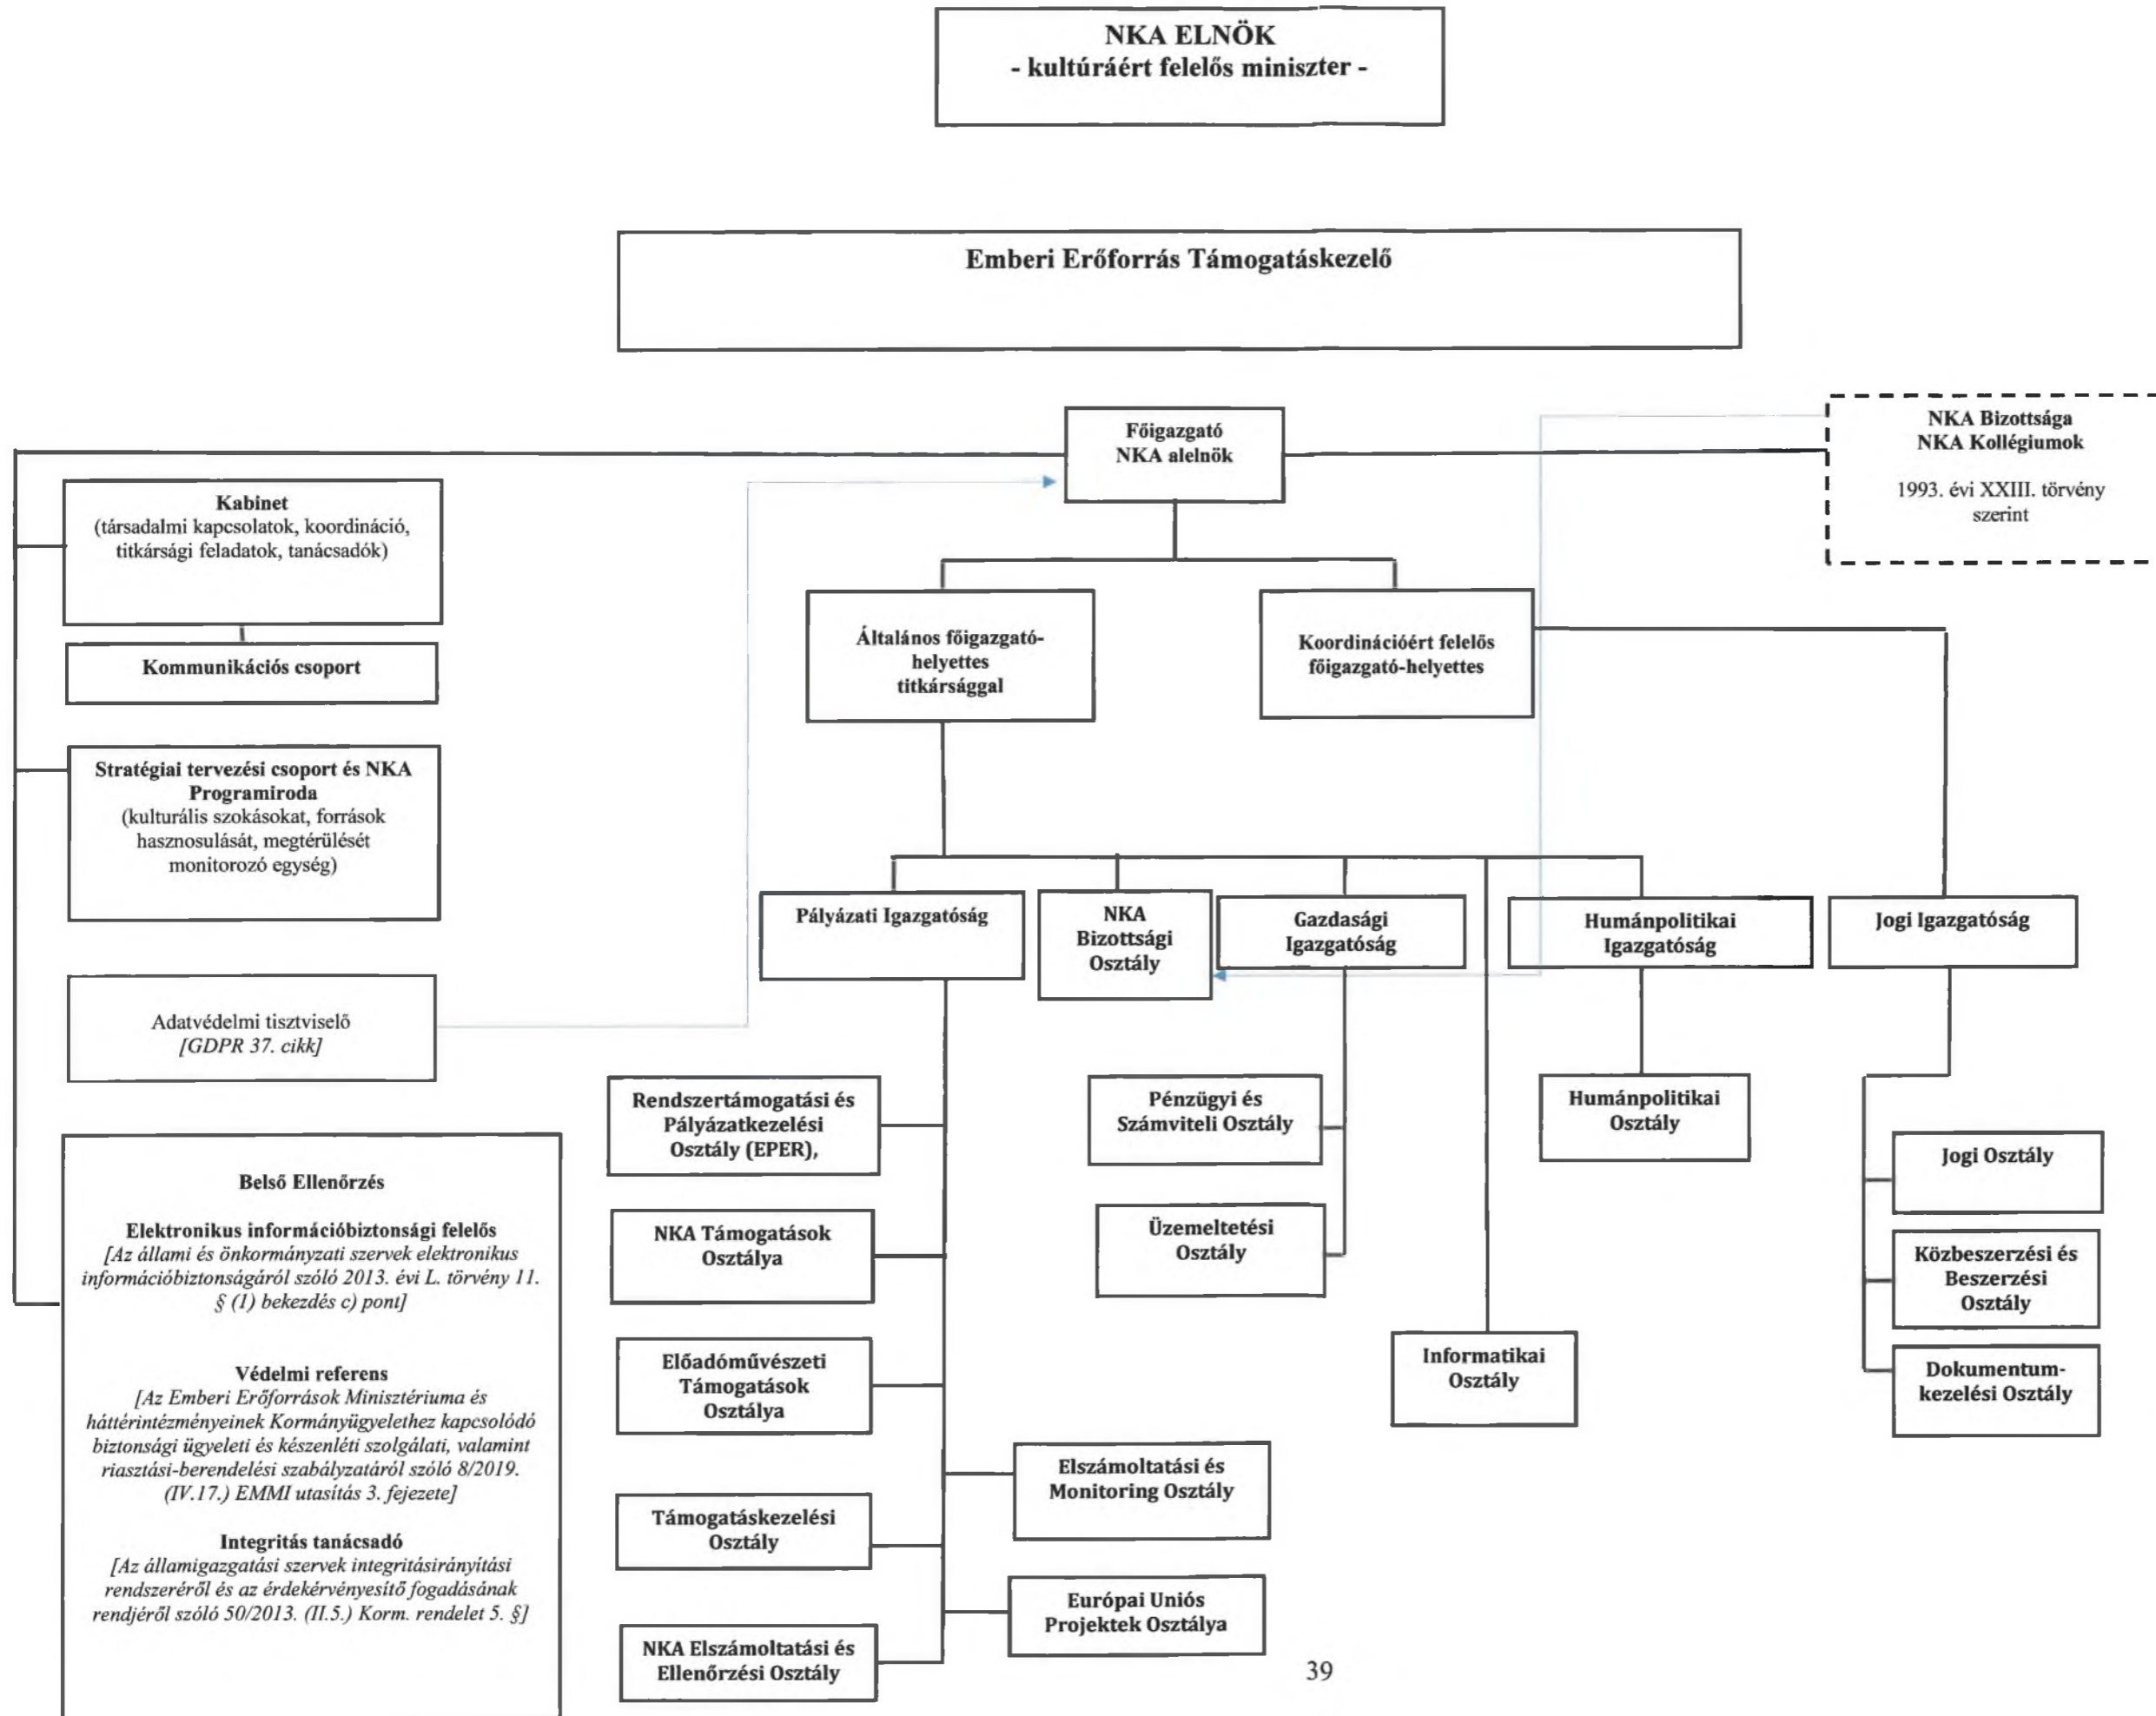 NKA ELNÖK
- kultúráért felelős miniszter -
Emberi Erőforrás Támogatáskezelő
Főigazgató
NKA alelnök
NKA Bizottsága
NKA Kollégiumok
1993. évi XXIII. törvény
szerint
Kabinet
(társadalmi kapcsolatok, koordináció,
titkársági feladatok, tanácsadók)
Kommunikációs csoport
Általános főigazgató-
helyettes
titkársággal
Koordinációért felelős
főigazgató-helyettes
Stratégiai tervezési csoport és NKA
Programiroda
(kulturális szokásokat, források
hasznosulását, megtérülését
monitorozó egység)
Pályázati Igazgatóság
NKA
Bizottsági
Osztály
Gazdasági
Igazgatóság
Humánpolitikai
Igazgatóság
Jogi Igazgatóság
Adatvédelmi tisztviselő
[GDPR 37. cikk]
Belső Ellenőrzés
Elektronikus információbiztonsági felelős
[Az állami és önkormányzati szervek elektronikus
információbiztonságáról szóló 2013. évi L. törvény 11.
§ (1) bekezdés c) pont]
Védelmi referens
[Az Emberi Erőforrások Minisztériuma és
háttérintézményeinek Kormányügyelethez kapcsolódó
biztonsági ügyeleti és készenléti szolgálati, valamint
riasztási-berendelési szabályzatáról szóló 8/2019.
(IV.17.) EMMI utasítás 3. fejezete]
Integritás tanácsadó
[Az államigazgatási szervek integritásirányítási
rendszeréről és az érdekérvényesítő fogadásának
rendjéről szóló 50/2013. (II.5.) Korm. rendelet 5. §]
Rendszertámogatási és
Pályázatkezelési
Osztály (EPER),
NKA Támogatások
Osztálya
Előadóművészeti
Támogatások
Osztálya
Támogatáskezelési
Osztály
NKA Elszámoltatási és
Ellenőrzési Osztály
Elszámoltatási és
Monitoring Osztály
Európai Uniós
Projektek Osztálya
Pénzügyi és
Számviteli Osztály
Üzemeltetési
Osztály
Informatikai
Osztály
Humánpolitikai
Osztály
Jogi Osztály
Közbeszerzési és
Beszerzési
Osztály
Dokumentum-
kezelési Osztály
39